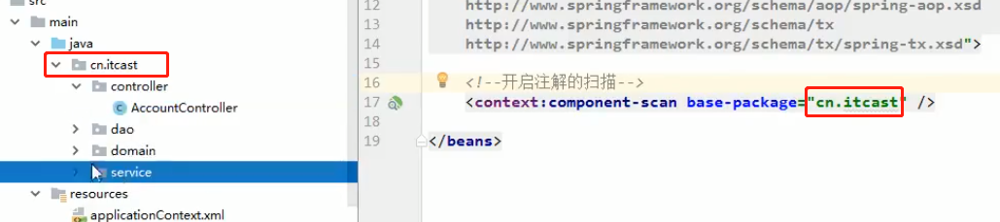 src
main
java
cn.itcast
controller
AccountController
dao
domain
service
resources
applicationContext.xml
12 http://www.springframework.org/schema/aop/spring-aop.xsd
13 http://www.springframework.org/schema/tx
14 http://www.springframework.org/schema/tx/spring-tx.xsd">
15
16 <!--开启注解的扫描-->
17 <context:component-scan base-package="cn.itcast" />
18
19 </beans>